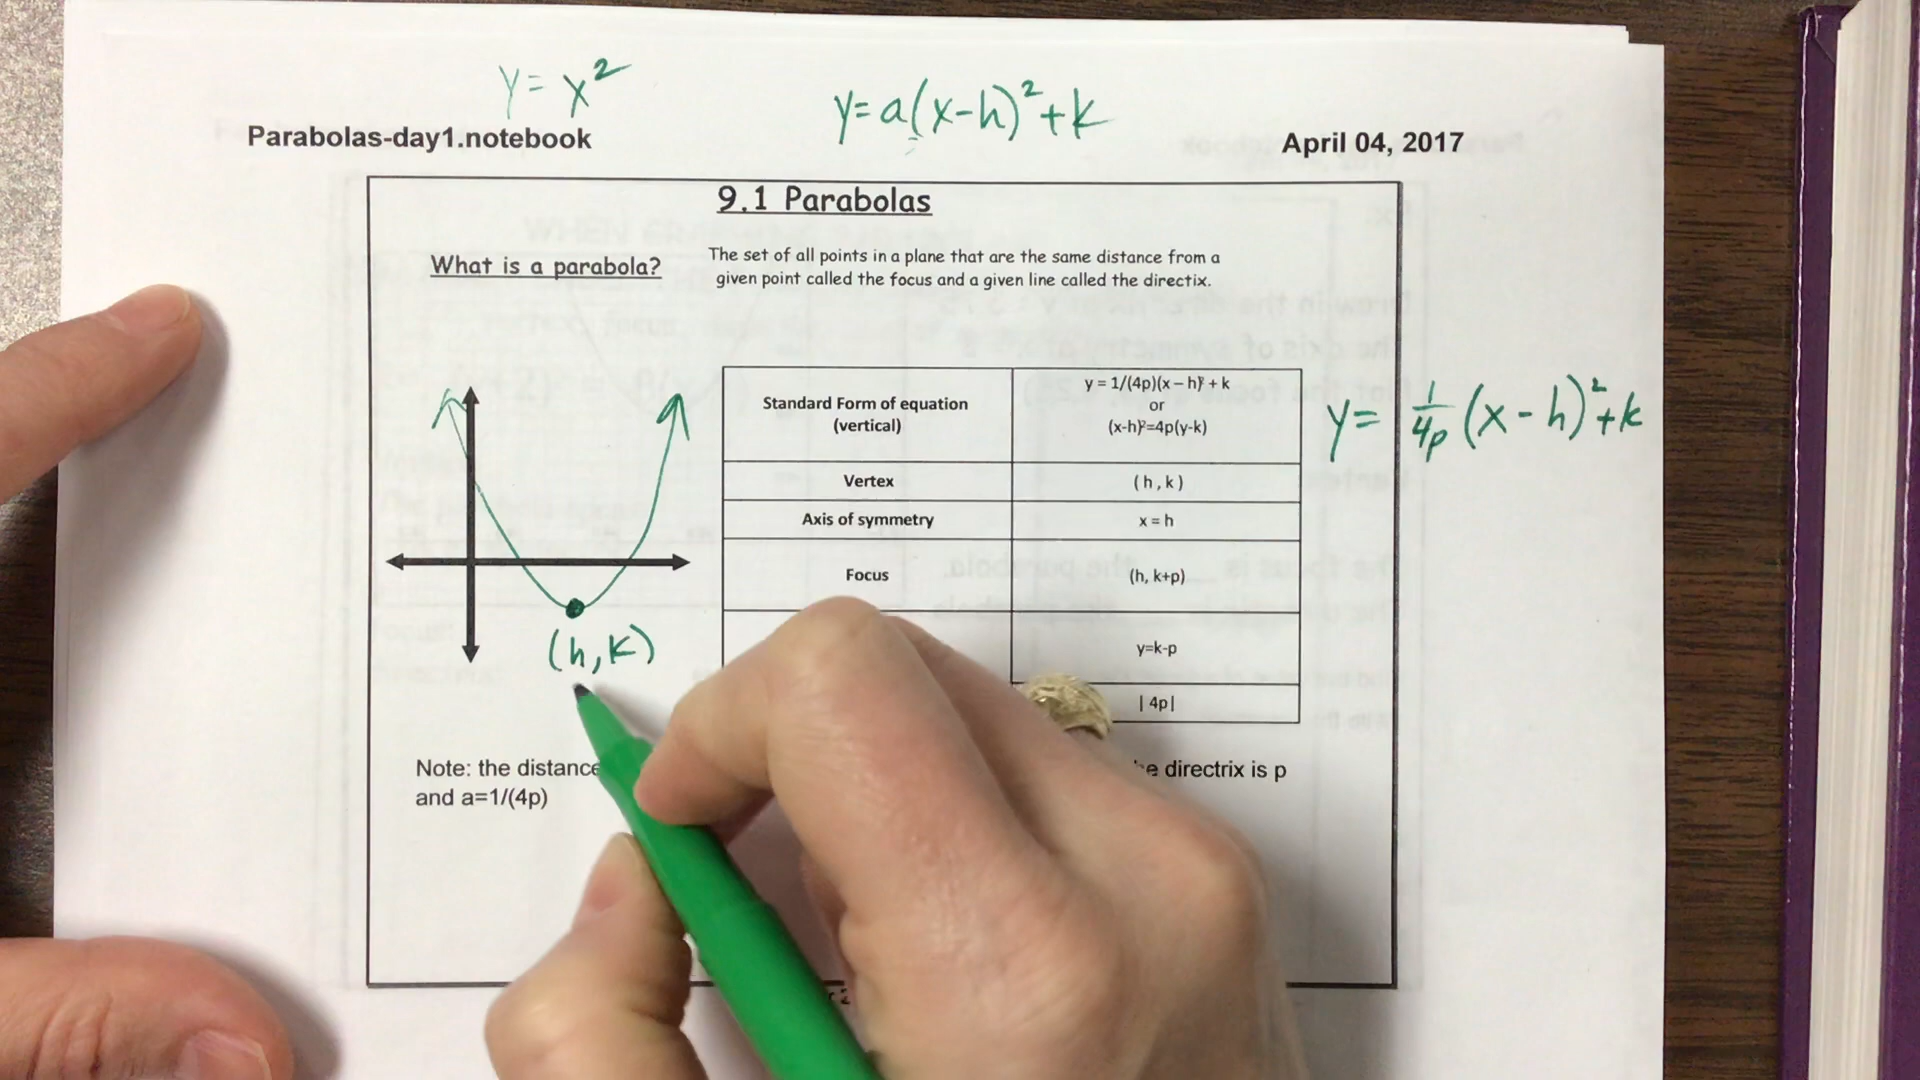 y = x²
y = a(x-h)² + k
Parabolas-day1.notebook
April 04, 2017
9.1 Parabolas
What is a parabola?
The set of all points in a plane that are the same distance from a
given point called the focus and a given line called the directix.
Standard Form of equation
(vertical)
y = 1/(4p)(x – h)² + k
or
(x-h)²=4p(y-k)
y = 1/4p (x - h)² + k
Vertex
( h , k )
Axis of symmetry
x = h
Focus
(h, k+p)
y=k-p
| 4p|
(h, k)
Note: the distance
directrix is p
and a=1/(4p)